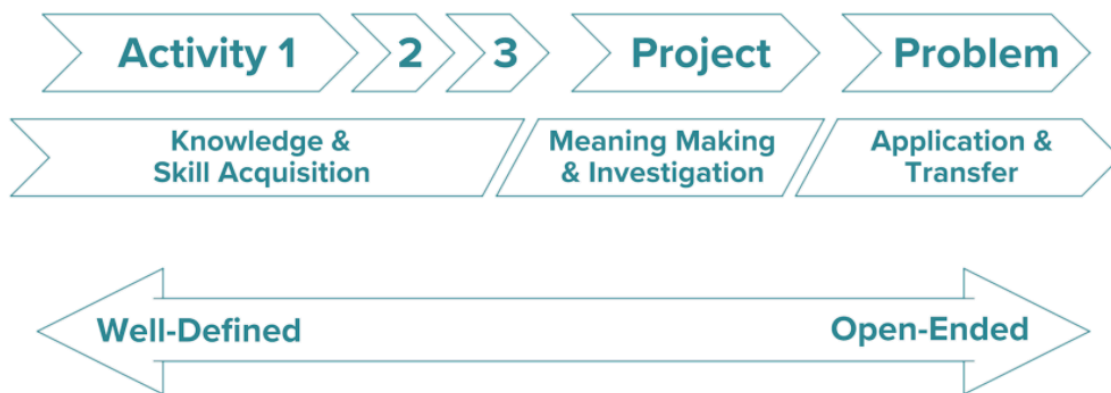 Activity 1 2 3 Project Problem
Knowledge &
Skill Acquisition
Meaning Making
& Investigation
Application &
Transfer
Well-Defined Open-Ended